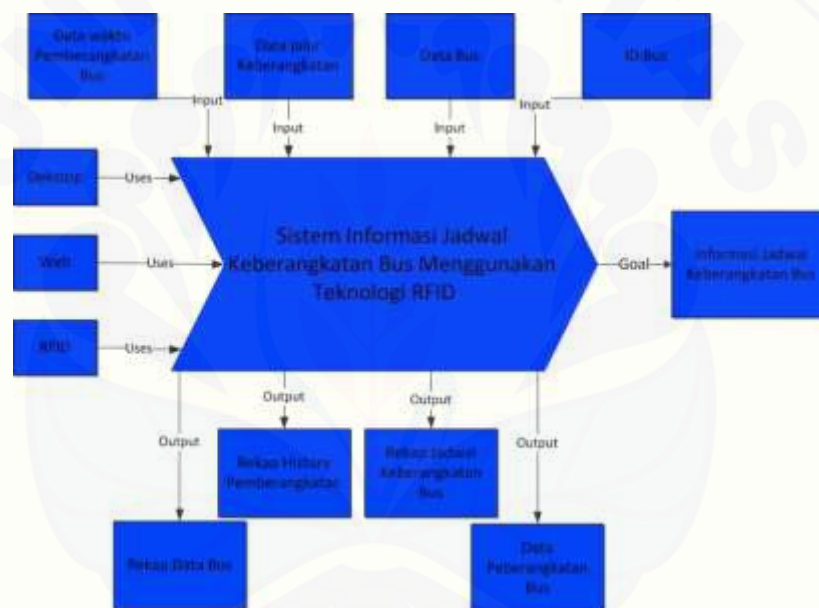 Data waktu
Pemberangkatan
Bus
Data Jalur
Keberangkatan
Data Bus
ID Bus
Input
Input
Input
Input
Dekstop
Uses
Web
Uses
RFID
Uses
Sistem Informasi Jadwal
Keberangkatan Bus Menggunakan
Teknologi RFID
Goal
Informasi Jadwal
Keberangkatan Bus
Output
Output
Output
Output
Rekap History
Pemberangkatan
Rekap Jadwal
Keberangkatan
Bus
Rekap Data Bus
Data
Peberangkatan
Bus